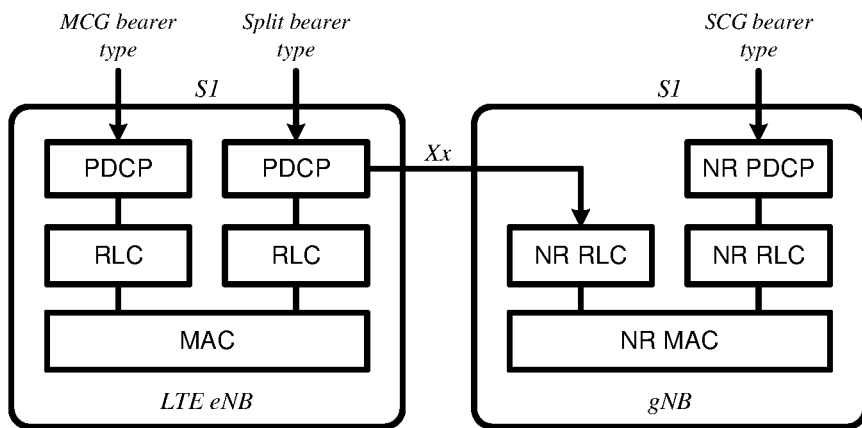 MCG bearer
type
Split bearer
type
SCG bearer
type
S1
S1
Xx
PDCP
PDCP
NR PDCP
RLC
RLC
NR RLC
NR RLC
MAC
NR MAC
LTE eNB
gNB